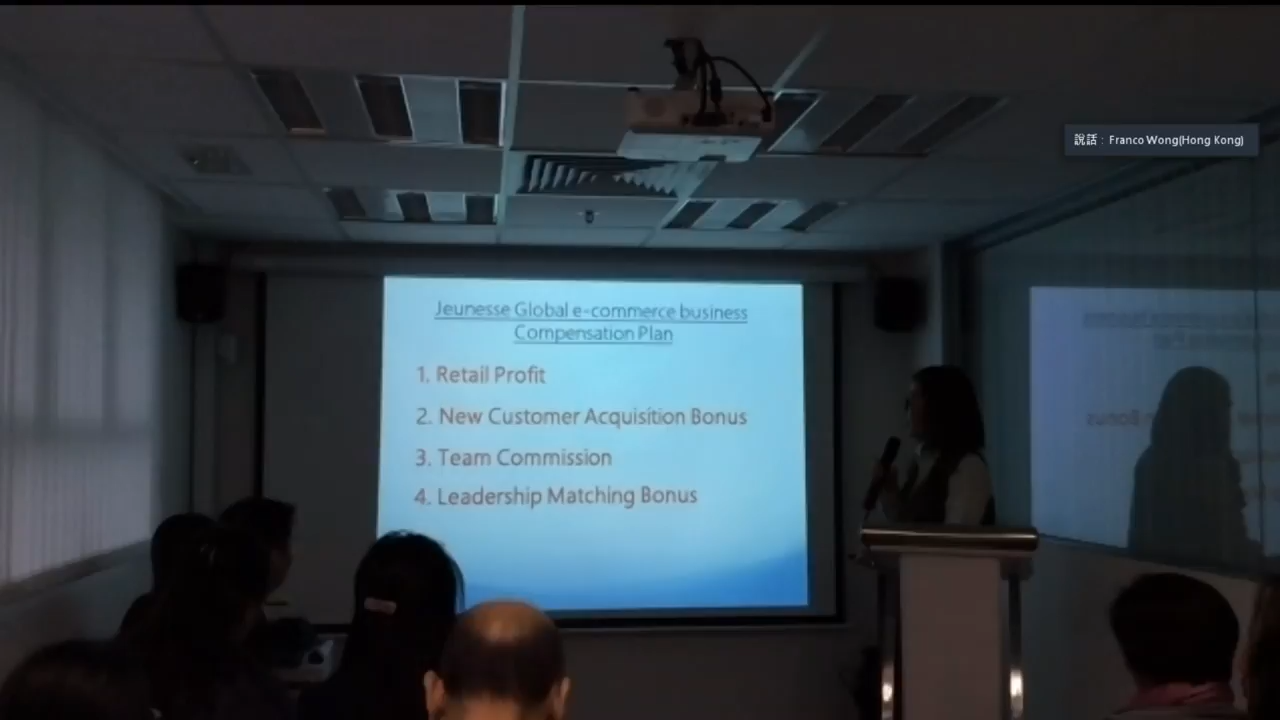 說話 : Franco Wong(Hong Kong)
Jeunesse Global e-commerce business
Compensation Plan
1. Retail Profit
2. New Customer Acquisition Bonus
3. Team Commission
4. Leadership Matching Bonus